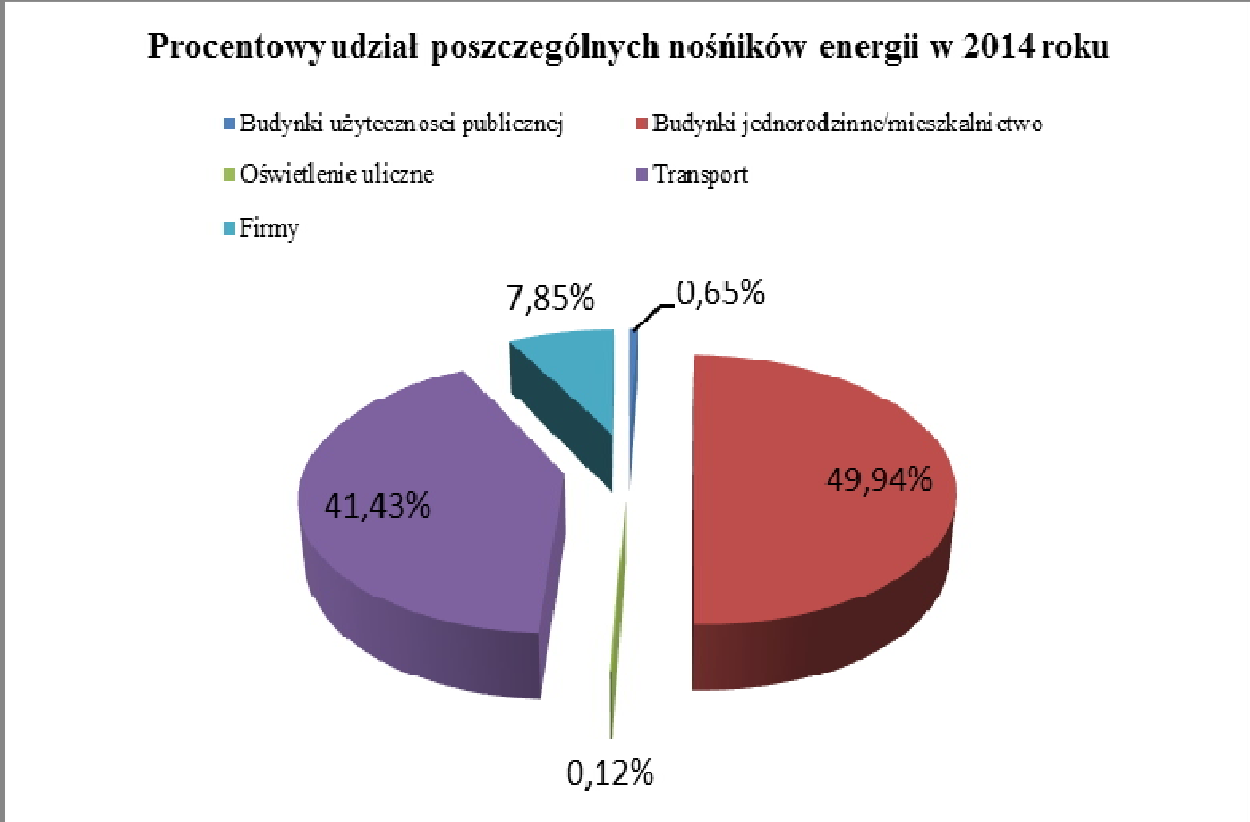 Procentowy udział poszczególnych nośńików energii w 2014 roku
Budynki użyteczności publicznej
Budynki jednorodzinne/mieszkalnictwo
Oświetlenie uliczne
Transport
Firmy
7,85%
0,65%
49,94%
41,43%
0,12%